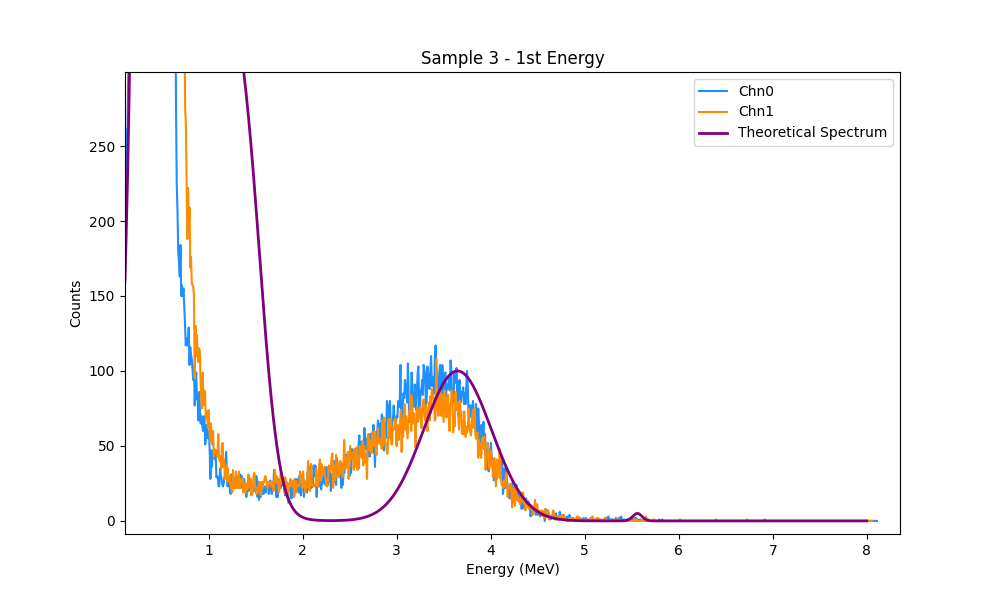 Sample 3 - 1st Energy
Chn0
Chn1
Theoretical Spectrum
Counts
250
200
150
100
50
0
1 2 3 4 5 6 7 8
Energy (MeV)